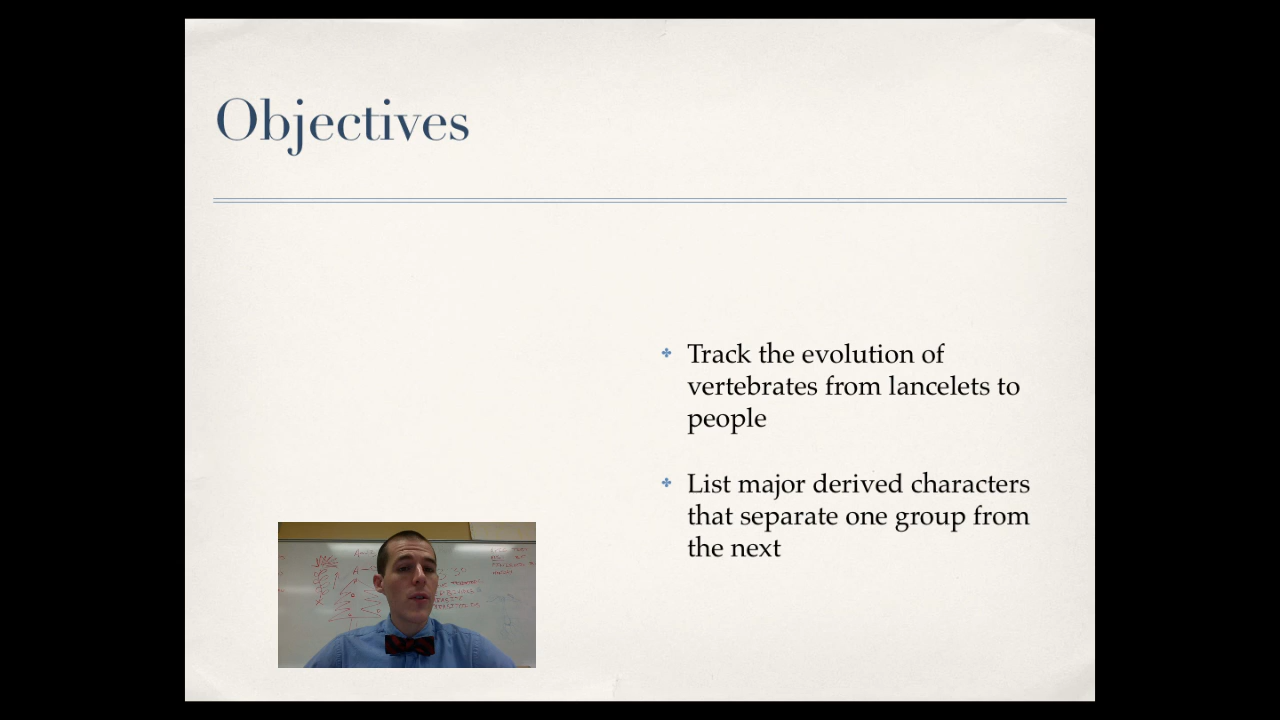 Objectives
Track the evolution of
vertebrates from lancelets to
people
List major derived characters
that separate one group from
the next